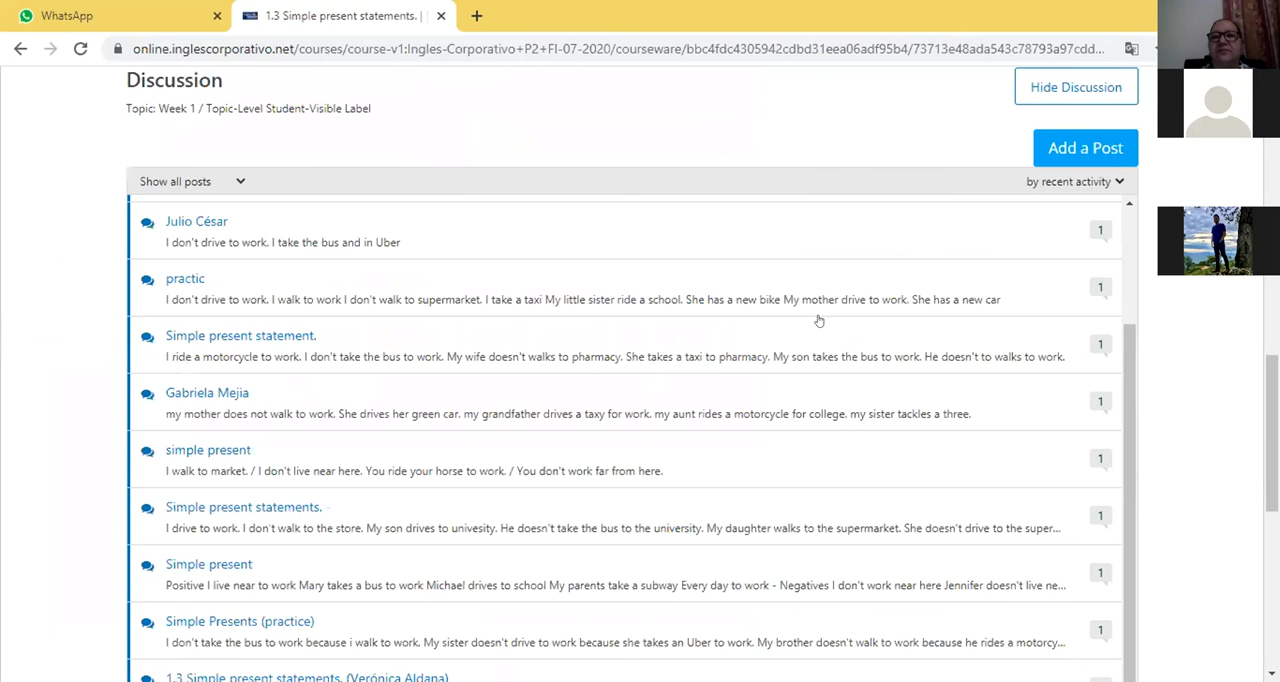 WhatsApp
1.3 Simple present statements. |
online.inglescorporativo.net/courses/course-v1:Ingles-Corporativo+P2+FI-07-2020/courseware/bbc4fdc4305942cdbd31eea06adf95b4/73713e48ada543c78793a97cdd...
Discussion
Hide Discussion
Topic: Week 1 / Topic-Level Student-Visible Label
Add a Post
Show all posts
by recent activity
Julio César
1
I don't drive to work. I take the bus and in Uber
practic
1
I don't drive to work. I walk to work I don't walk to supermarket. I take a taxi My little sister ride a school. She has a new bike My mother drive to work. She has a new car
Simple present statement.
1
I ride a motorcycle to work. I don't take the bus to work. My wife doesn't walks to pharmacy. She takes a taxi to pharmacy. My son takes the bus to work. He doesn't to walks to work.
Gabriela Mejia
1
my mother does not walk to work. She drives her green car. my grandfather drives a taxy for work. my aunt rides a motorcycle for college. my sister tackles a three.
simple present
1
I walk to market. / I don't live near here. You ride your horse to work. / You don't work far from here.
Simple present statements.
1
I drive to work. I don't walk to the store. My son drives to univesity. He doesn't take the bus to the university. My daughter walks to the supermarket. She doesn't drive to the super...
Simple present
1
Positive I live near to work Mary takes a bus to work Michael drives to school My parents take a subway Every day to work - Negatives I don't work near here Jennifer doesn't live ne...
Simple Presents (practice)
1
I don't take the bus to work because i walk to work. My sister doesn't drive to work because she takes an Uber to work. My brother doesn't walk to work because he rides a motorcy...
1.3 Simple present statements. (Verónica Aldana)